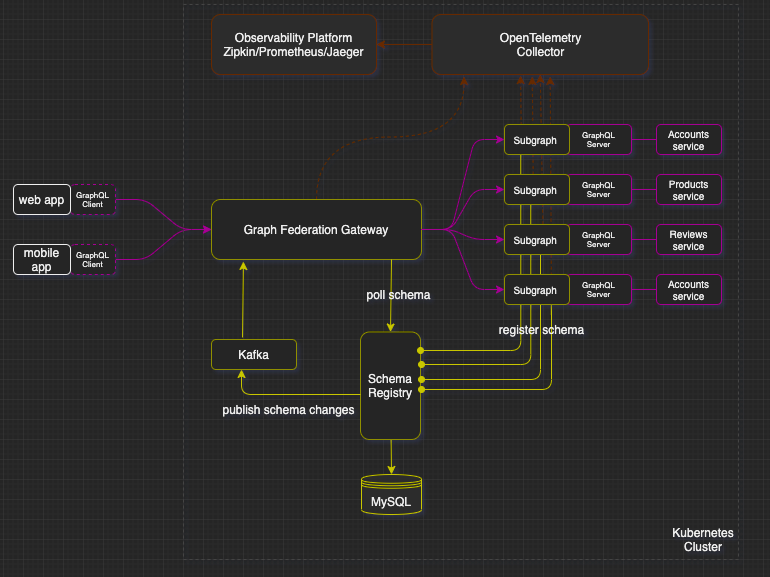 Observability Platform
Zipkin/Prometheus/Jaeger
OpenTelemetry
Collector
Subgraph
GraphQL
Server
Accounts
service
web app
GraphQL
Client
Subgraph
GraphQL
Server
Products
service
mobile
app
GraphQL
Client
Graph Federation Gateway
Subgraph
GraphQL
Server
Reviews
service
Subgraph
GraphQL
Server
Accounts
service
poll schema
register schema
Kafka
Schema
Registry
publish schema changes
MySQL
Kubernetes
Cluster